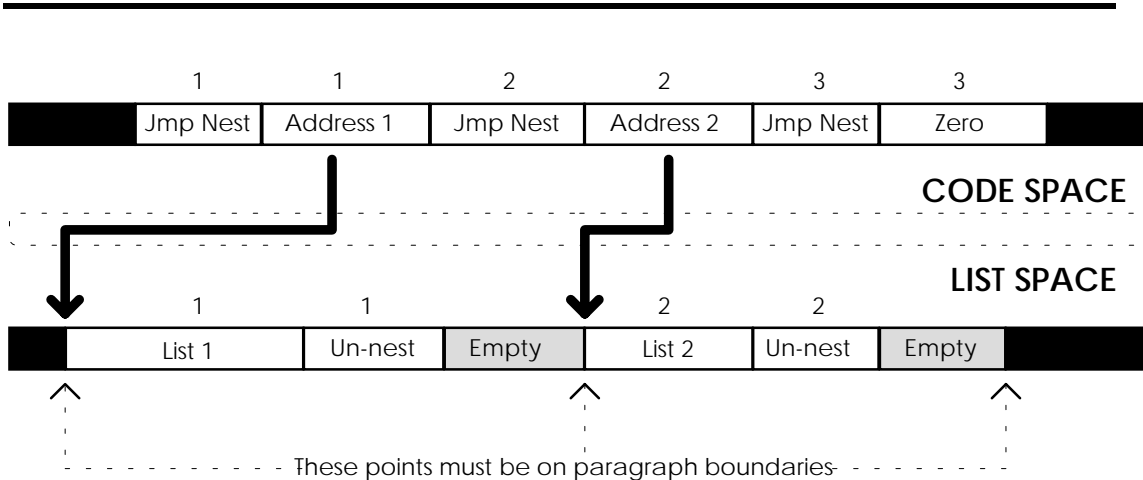 1 1 2 2 3 3
Jmp Nest Address 1 Jmp Nest Address 2 Jmp Nest Zero
CODE SPACE
LIST SPACE
1 1 2 2
List 1 Un-nest Empty List 2 Un-nest Empty
These points must be on paragraph boundaries